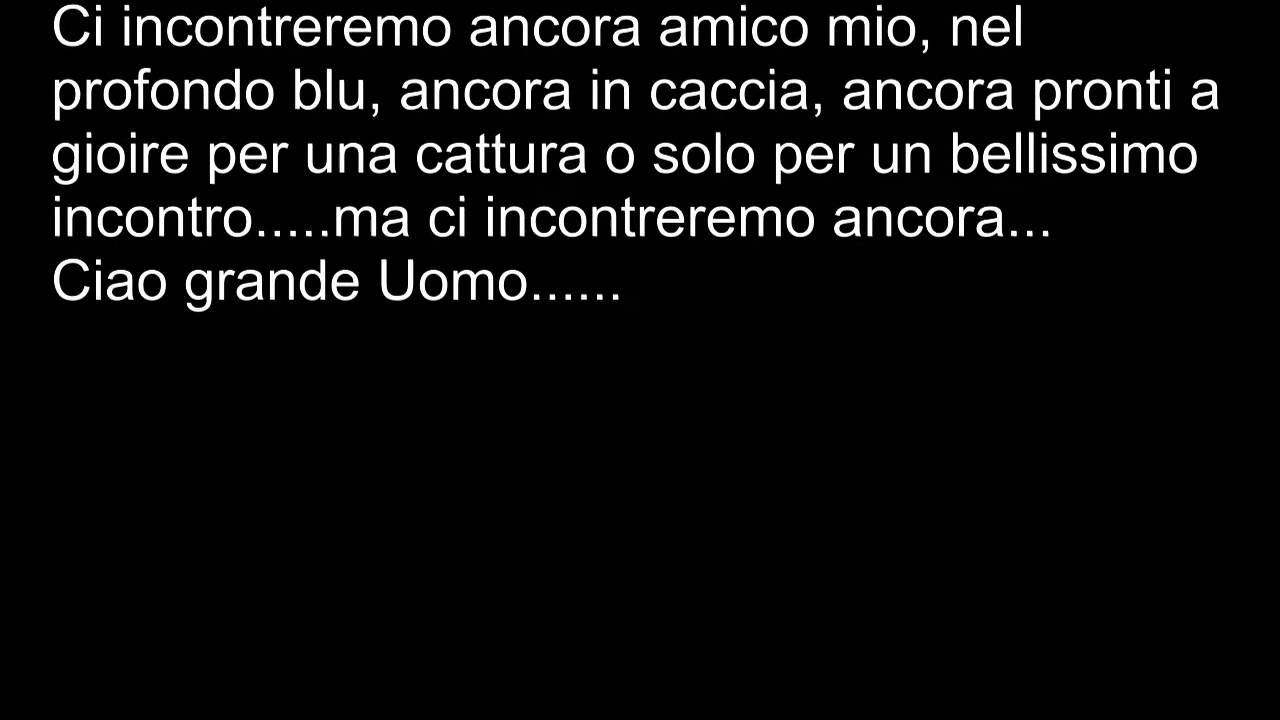 Ci incontreremo ancora amico mio, nel
profondo blu, ancora in caccia, ancora pronti a
gioire per una cattura o solo per un bellissimo
incontro.....ma ci incontreremo ancora...
Ciao grande Uomo......